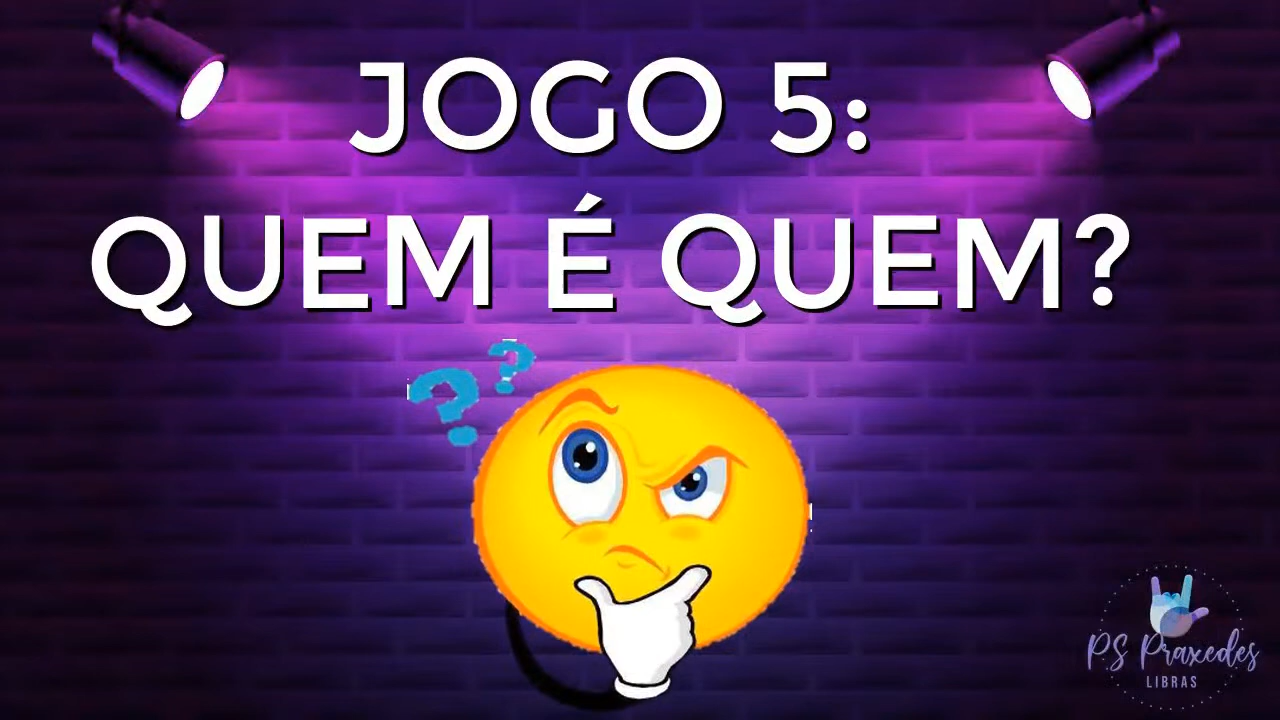 JOGO 5:
QUEM É QUEM?
? ?
PS Praxedes
LIBRAS